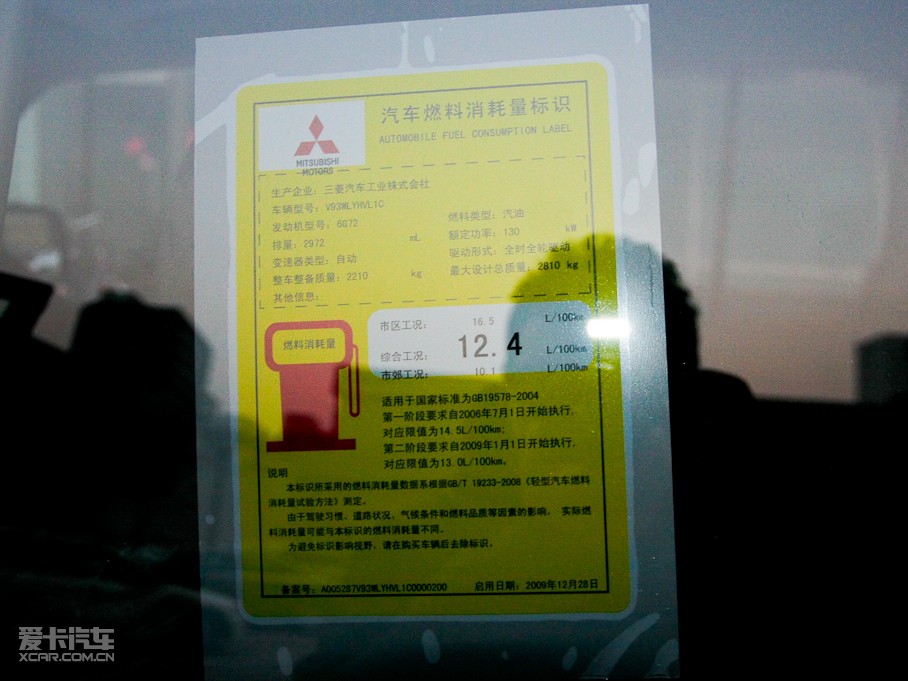 汽车燃料消耗量标识
AUTOMOBILE FUEL CONSUMPTION LABEL
MITSUBISHI
MOTORS
生产企业：三菱汽车工业株式会社
车辆型号：V93WLYHVL1C
发动机型号：6G72
燃料类型：汽油
排量：2972 mL
额定功率：130 kW
变速器类型：自动
驱动形式：全时全轮驱动
整车整备质量：2210 kg
最大设计总质量：2810 kg
其他信息：
燃料消耗量
市区工况： 16.5 L/100km
综合工况： 12.4 L/100km
市郊工况： 10.1 L/100km
适用于国家标准为GB19578-2004
第一阶段要求自2006年7月1日开始执行，
对应限值为14.5L/100km;
第二阶段要求自2009年1月1日开始执行，
对应限值为13.0L/100km。
说明
本标识所采用的燃料消耗量数据系根据GB/T 19233-2008《轻型汽车燃料
消耗量试验方法》测定。
由于驾驶习惯、道路状况、气候条件和燃料品质等因素的影响， 实际燃
料消耗量可能与本标识的燃料消耗量不同。
为避免标识影响视野，请在购买车辆后去除标识。
备案号：A005287V93WLYHVL1C0000200 启用日期：2009年12月28日
爱卡汽车
XCAR.COM.CN